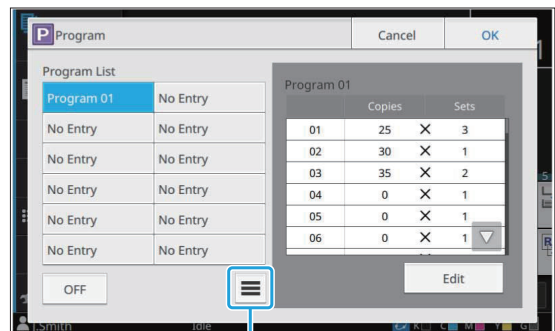 P Program
Cancel
OK
Program List
Program 01 No Entry
No Entry No Entry
No Entry No Entry
No Entry No Entry
No Entry No Entry
No Entry No Entry
OFF
Program 01
Copies Sets
01 25 X 3
02 30 X 1
03 35 X 2
04 0 X 1
05 0 X 1
06 0 X 1
Edit
J.Smith Idle K C M Y G